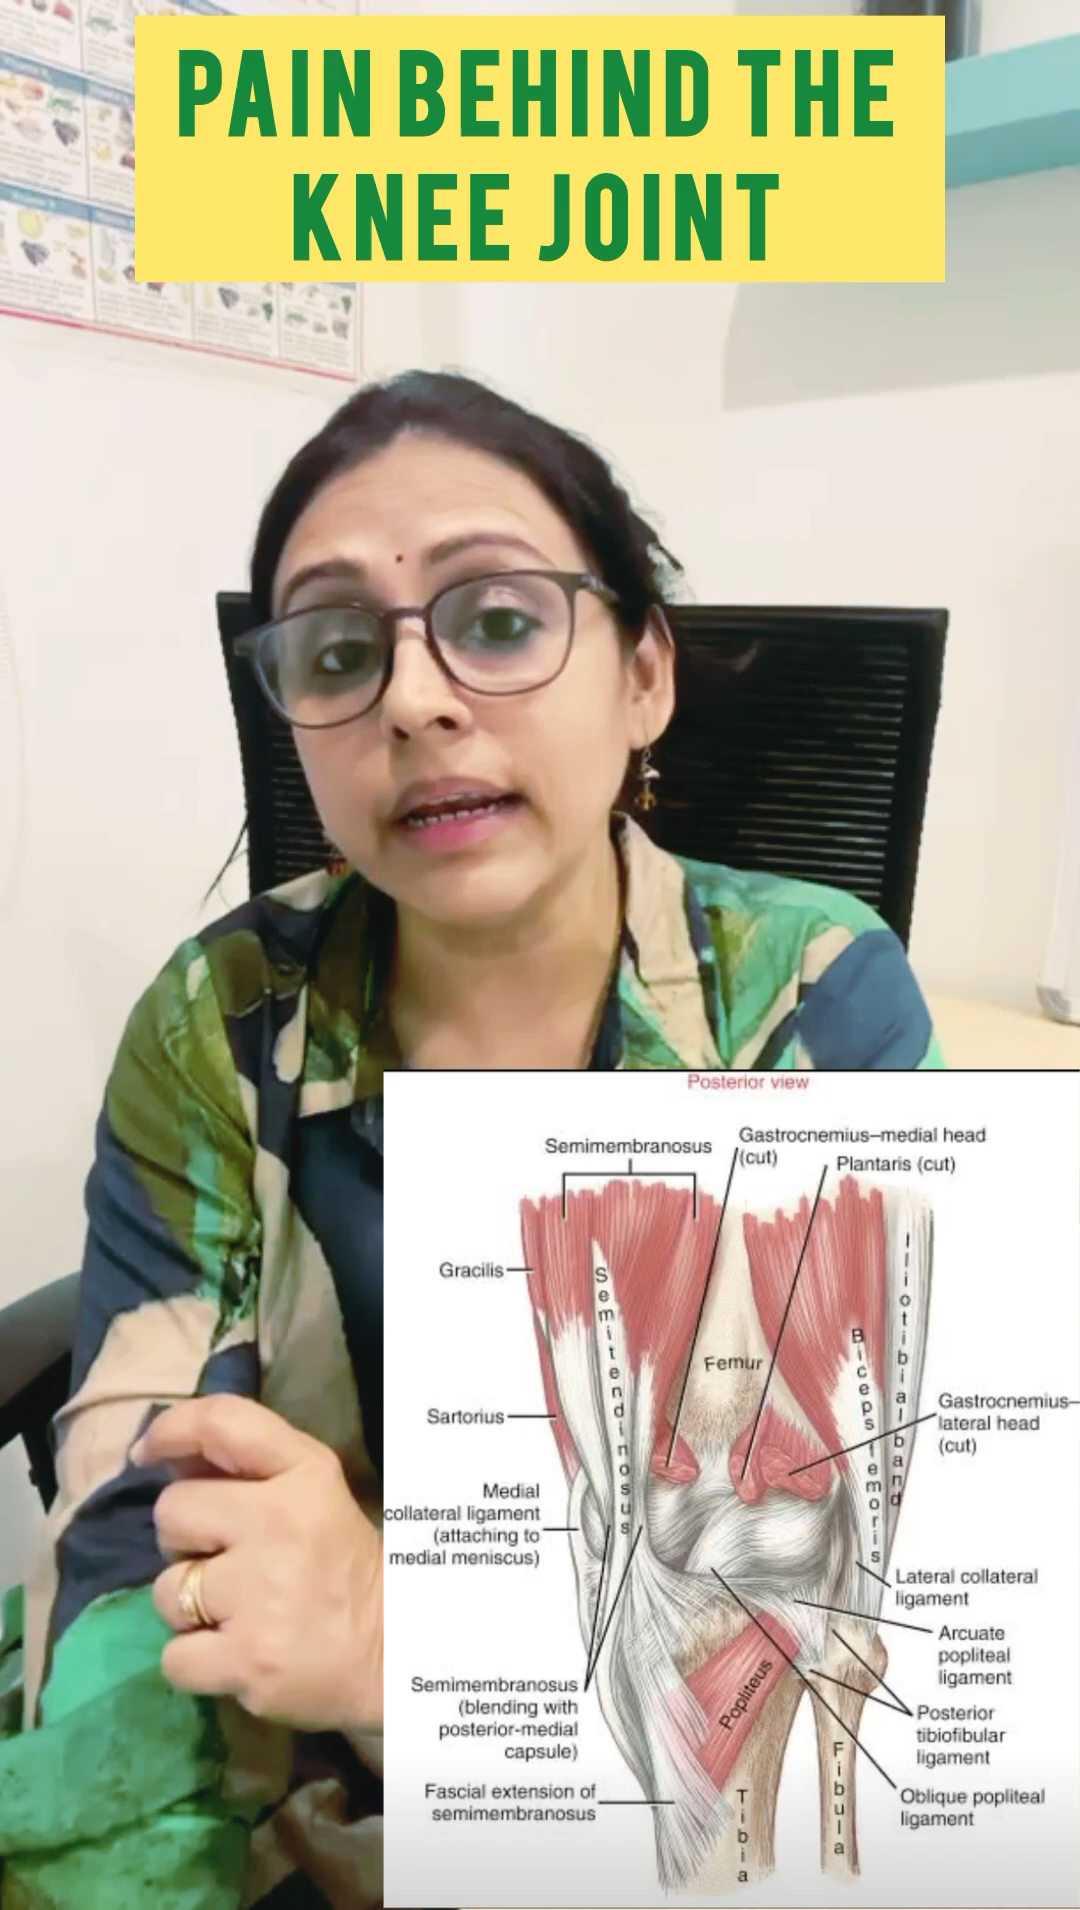 PAIN BEHIND THE
KNEE JOINT
Posterior view
Semimembranosus
Gastrocnemius–medial head
(cut)
Plantaris (cut)
Gracilis
Semitendinosus
Iliotibial band
Femur
Biceps femoris
Sartorius
Gastrocnemius–
lateral head
(cut)
Medial
collateral ligament
(attaching to
medial meniscus)
Lateral collateral
ligament
Arcuate
popliteal
ligament
Semimembranosus
(blending with
posterior-medial
capsule)
Popliteus
Posterior
tibiofibular
ligament
Fascial extension of
semimembranosus
Tibia
Fibula
Oblique popliteal
ligament